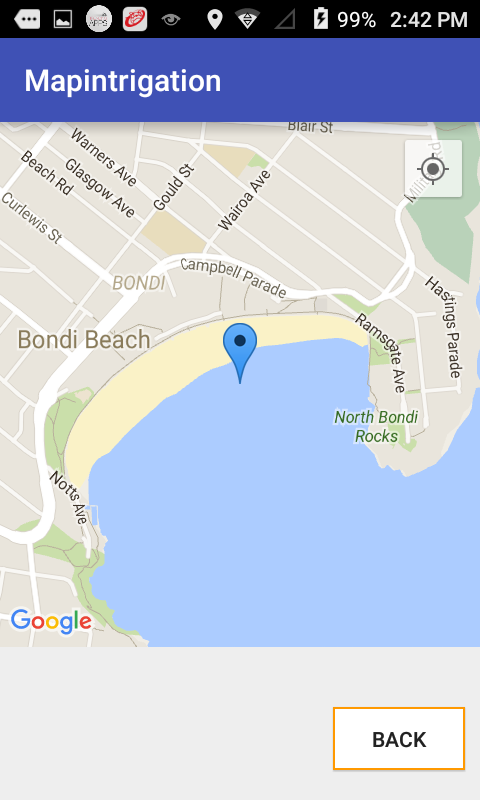 99% 2:42 PM
Mapintrigation
Blair St
Warners Ave
Beach Rd
Glasgow Ave
Gould St
Wairoa Ave
Curlewis St
Campbell Parade
BONDI
Hastings Parade
Bondi Beach
Ramsgate Ave
North Bondi
Rocks
Notts Ave
Google
BACK